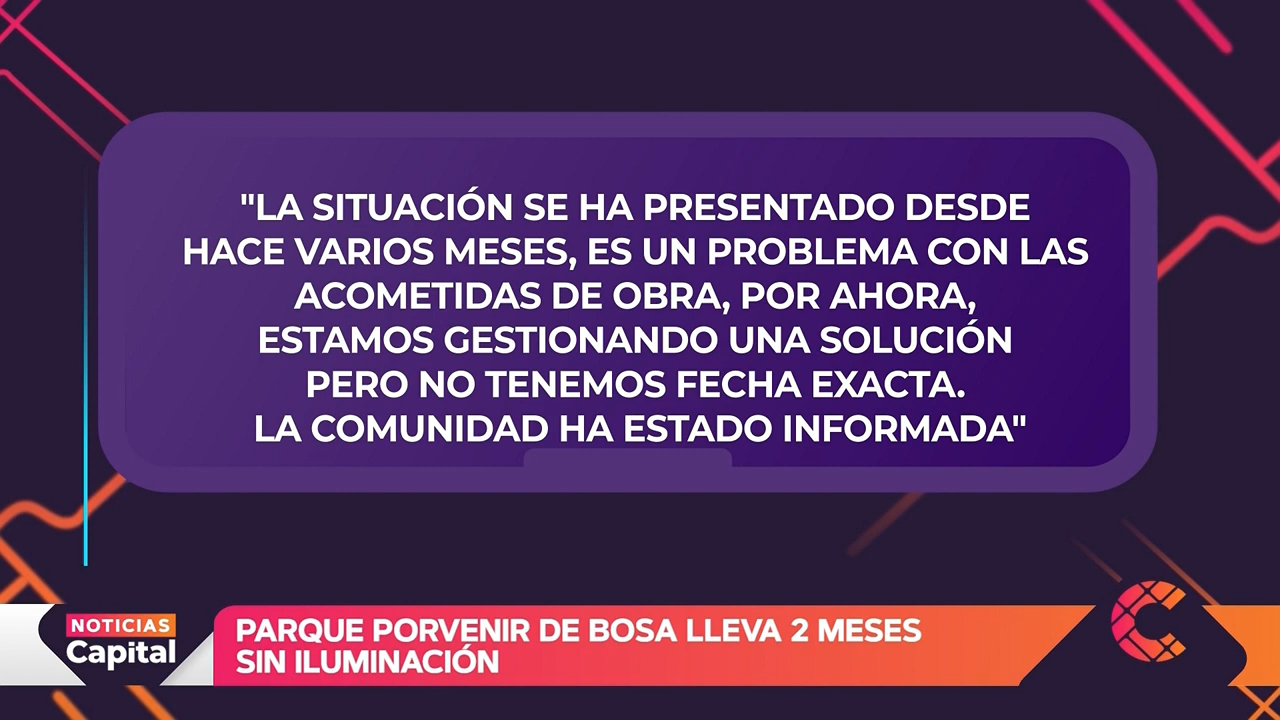 "LA SITUACIÓN SE HA PRESENTADO DESDE
HACE VARIOS MESES, ES UN PROBLEMA CON LAS
ACOMETIDAS DE OBRA, POR AHORA,
ESTAMOS GESTIONANDO UNA SOLUCIÓN
PERO NO TENEMOS FECHA EXACTA.
LA COMUNIDAD HA ESTADO INFORMADA"
NOTICIAS
Capital
PARQUE PORVENIR DE BOSA LLEVA 2 MESES
SIN ILUMINACIÓN